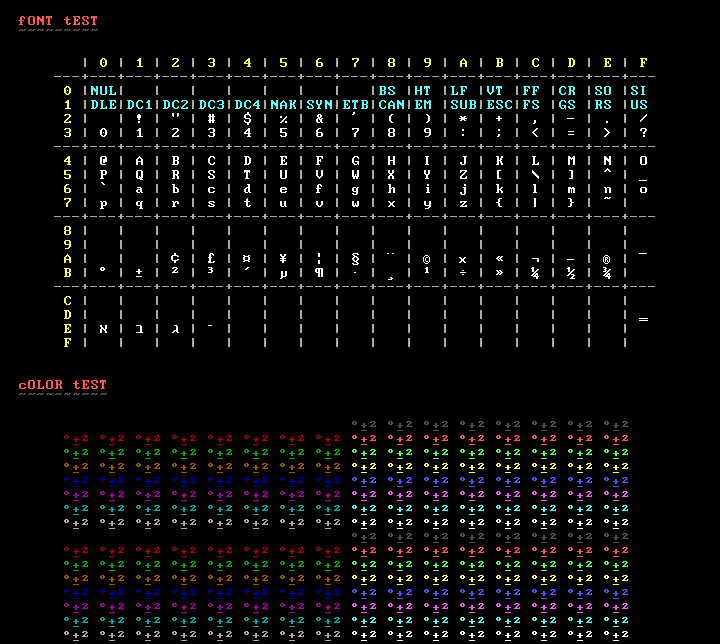 fONT tEST
~~~~~~~~~
| 0 | 1 | 2 | 3 | 4 | 5 | 6 | 7 | 8 | 9 | A | B | C | D | E | F
0 |NUL| | | | | | | |BS |HT |LF |VT |FF |CR |SO |SI
1 |DLE|DC1|DC2|DC3|DC4|NAK|SYN|ETB|CAN|EM |SUB|ESC|FS |GS |RS |US
2 | | ! | " | # | $ | % | & | ' | ( | ) | * | + | , | - | . | /
3 | 0 | 1 | 2 | 3 | 4 | 5 | 6 | 7 | 8 | 9 | : | ; | < | = | > | ?
4 | @ | A | B | C | D | E | F | G | H | I | J | K | L | M | N | O
5 | P | Q | R | S | T | U | V | W | X | Y | Z | [ | \ | ] | ^ | _
6 | ` | a | b | c | d | e | f | g | h | i | j | k | l | m | n | o
7 | p | q | r | s | t | u | v | w | x | y | z | { | | | } | ~ |
8 | | | | | | | | | | | | | | | |
9 | | | | | | | | | | | | | | | |
A | | | ¢ | £ | ¤ | ¥ | ¦ | § | ¨ | © | × | « | ¬ | - | ® | ¯
B | ° | ± | ² | ³ | ´ | µ | ¶ | · | ¸ | ¹ | ÷ | » | ¼ | ½ | ¾ |
C | | | | | | | | | | | | | | | |
D | | | | | | | | | | | | | | | | ‗
E | א | ב | ג | ־ | | | | | | | | | | | |
F | | | | | | | | | | | | | | | |
cOLOR tEST
~~~~~~~~~~
°±² °±² °±² °±² °±² °±² °±² °±²
°±² °±² °±² °±² °±² °±² °±² °±² °±² °±² °±² °±² °±² °±² °±² °±²
°±² °±² °±² °±² °±² °±² °±² °±² °±² °±² °±² °±² °±² °±² °±² °±²
°±² °±² °±² °±² °±² °±² °±² °±² °±² °±² °±² °±² °±² °±² °±² °±²
°±² °±² °±² °±² °±² °±² °±² °±² °±² °±² °±² °±² °±² °±² °±² °±²
°±² °±² °±² °±² °±² °±² °±² °±² °±² °±² °±² °±² °±² °±² °±² °±²
°±² °±² °±² °±² °±² °±² °±² °±² °±² °±² °±² °±² °±² °±² °±² °±²
°±² °±² °±² °±² °±² °±² °±² °±² °±² °±² °±² °±² °±² °±² °±² °±²
°±² °±² °±² °±² °±² °±² °±² °±²
°±² °±² °±² °±² °±² °±² °±² °±² °±² °±² °±² °±² °±² °±² °±² °±²
°±² °±² °±² °±² °±² °±² °±² °±² °±² °±² °±² °±² °±² °±² °±² °±²
°±² °±² °±² °±² °±² °±² °±² °±² °±² °±² °±² °±² °±² °±² °±² °±²
°±² °±² °±² °±² °±² °±² °±² °±² °±² °±² °±² °±² °±² °±² °±² °±²
°±² °±² °±² °±² °±² °±² °±² °±² °±² °±² °±² °±² °±² °±² °±² °±²
°±² °±² °±² °±² °±² °±² °±² °±² °±² °±² °±² °±² °±² °±² °±² °±²
°±² °±² °±² °±² °±² °±² °±² °±² °±² °±² °±² °±² °±² °±² °±² °±²